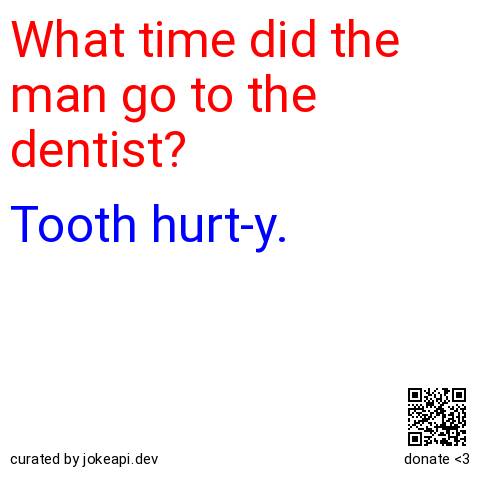 What time did the
man go to the
dentist?
Tooth hurt-y.
curated by jokeapi.dev
donate <3